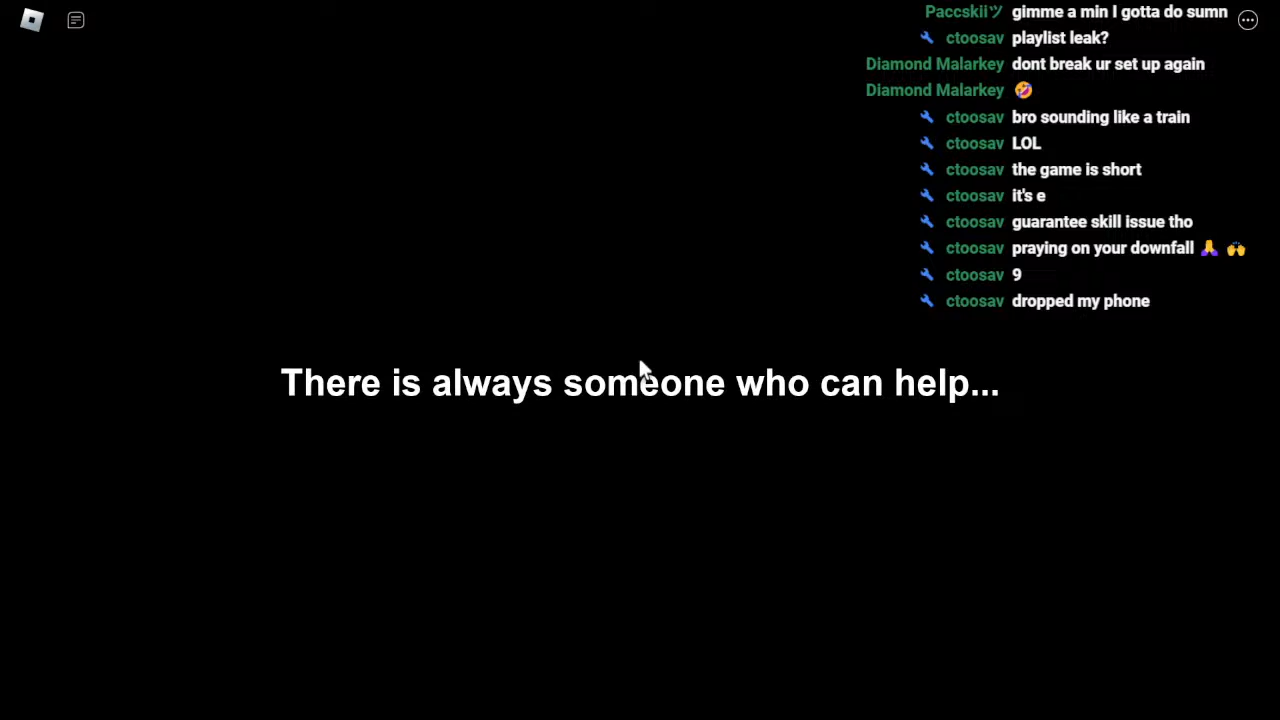 Paccskiiツ gimme a min I gotta do sumn
ctoosav playlist leak?
Diamond Malarkey dont break ur set up again
Diamond Malarkey 🤣
ctoosav bro sounding like a train
ctoosav LOL
ctoosav the game is short
ctoosav it's e
ctoosav guarantee skill issue tho
ctoosav praying on your downfall 🙏 🙌
ctoosav 9
ctoosav dropped my phone
There is always someone who can help...